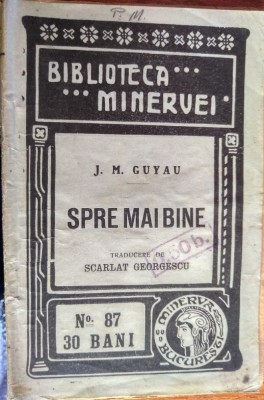 P. M.
BIBLIOTECA
MINERVEI
J. M. GUYAU
SPRE MAI BINE
TRADUCERE DE
SCARLAT GEORGESCU
No. 87
30 BANI
MINERVA
BUCUREȘTI